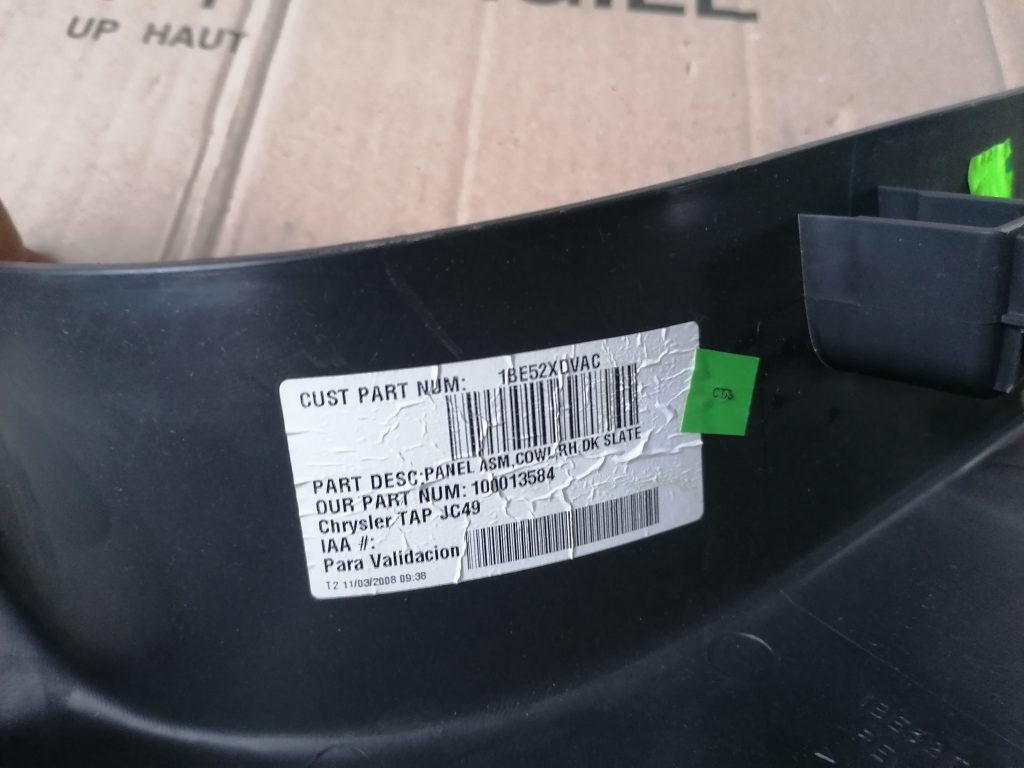 UP HAUT
CUST PART NUM: 1BE52XDVAC
PART DESC:PANEL ASM,COWL,RH,DK SLATE
OUR PART NUM: 100013584
Chrysler TAP JC49
IAA #:
Para Validacion
T2 11/03/2008 09:38